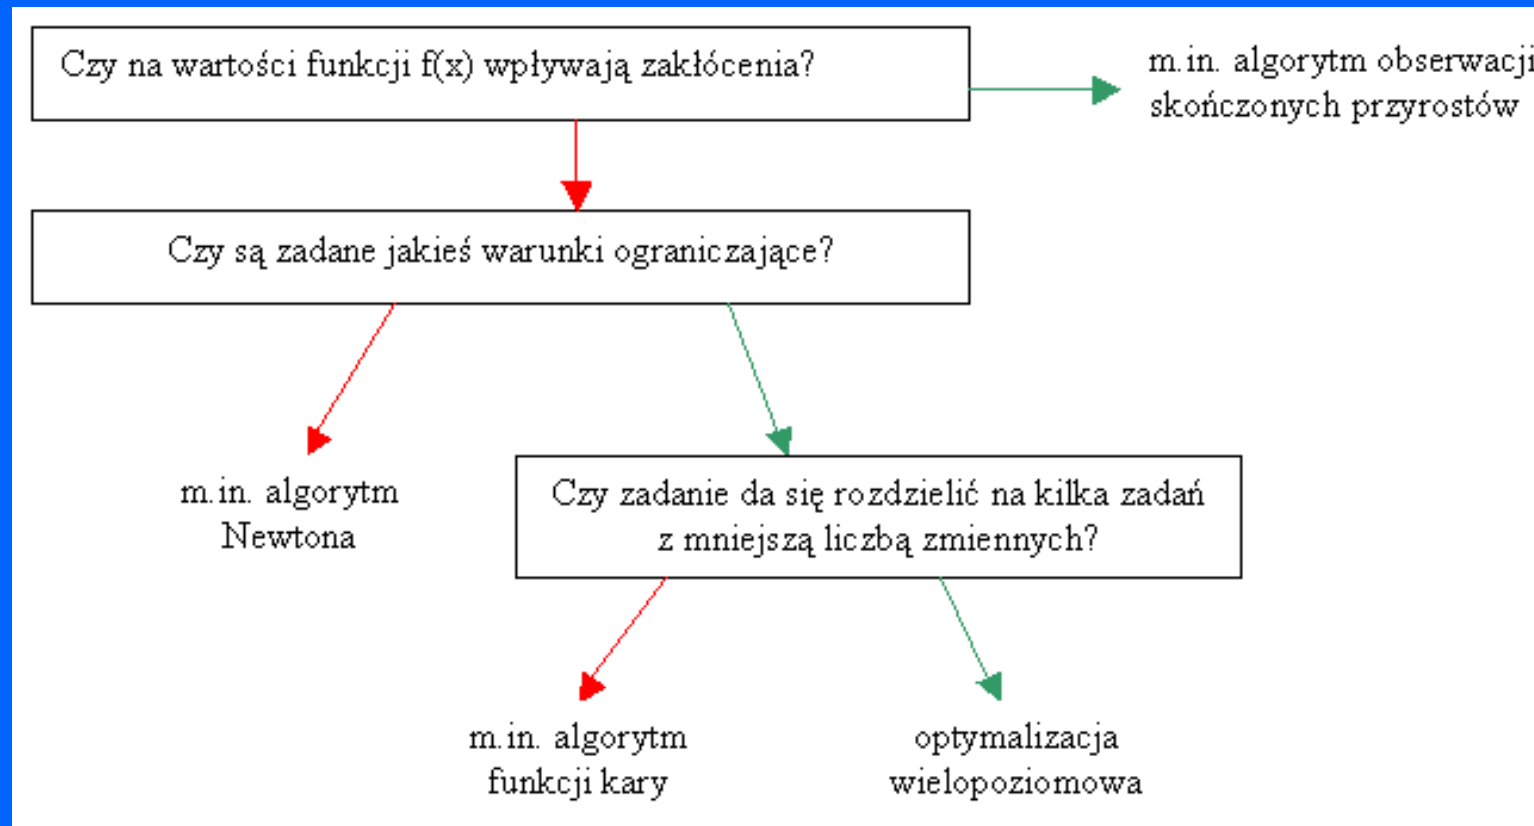 Czy na wartości funkcji f(x) wpływają zakłócenia?
m.in. algorytm obserwacji
skończonych przyrostów
Czy są zadane jakieś warunki ograniczające?
m.in. algorytm
Newtona
Czy zadanie da się rozdzielić na kilka zadań
z mniejszą liczbą zmiennych?
m.in. algorytm
funkcji kary
optymalizacja
wielopoziomowa